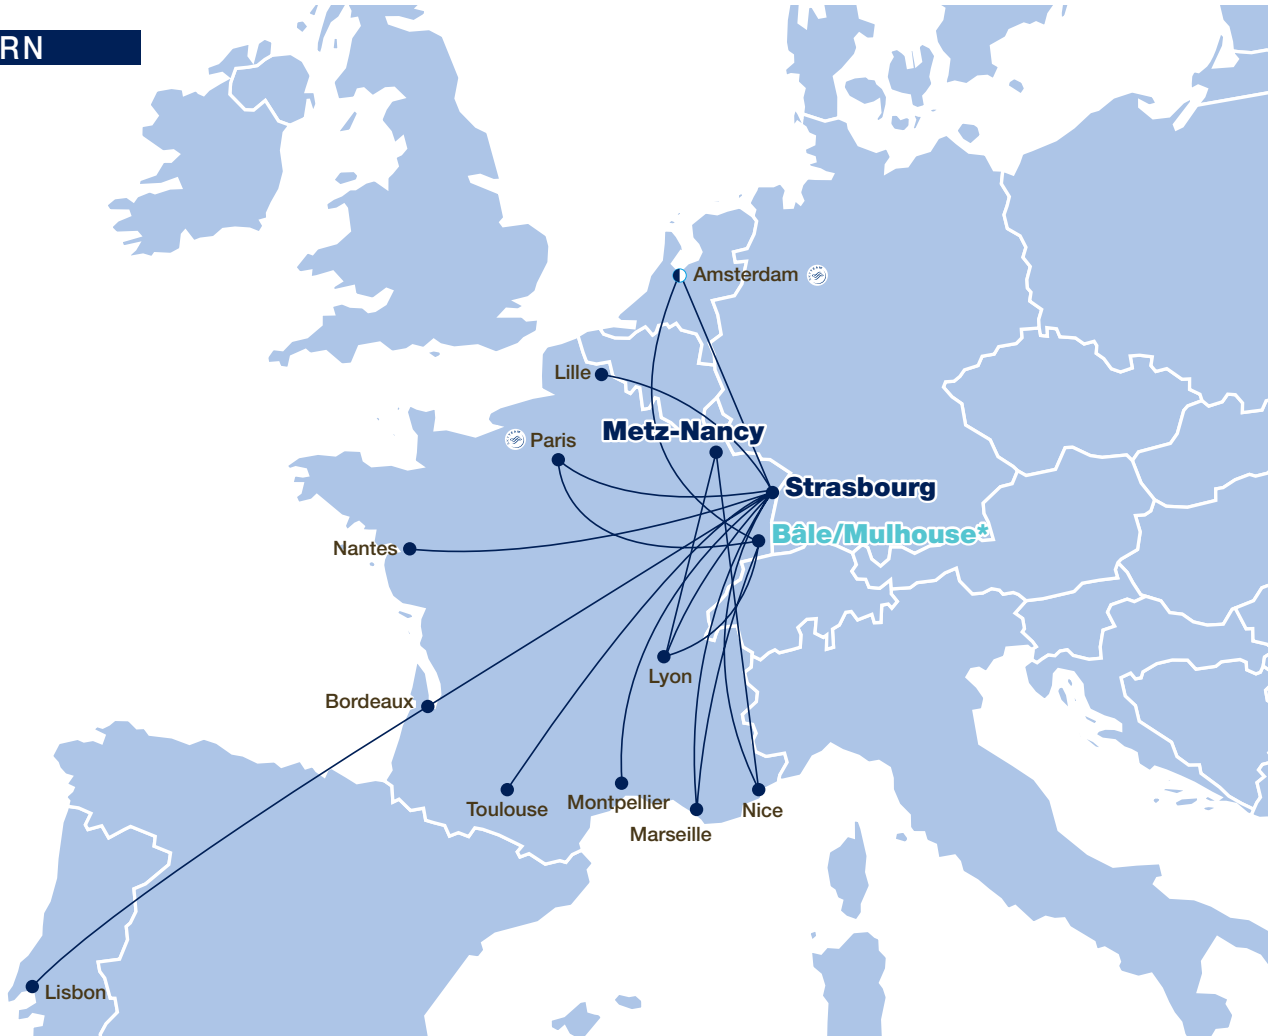 RN
Amsterdam
Lille
Metz-Nancy
Paris
Strasbourg
Bâle/Mulhouse*
Nantes
Lyon
Bordeaux
Toulouse
Montpellier
Nice
Marseille
Lisbon